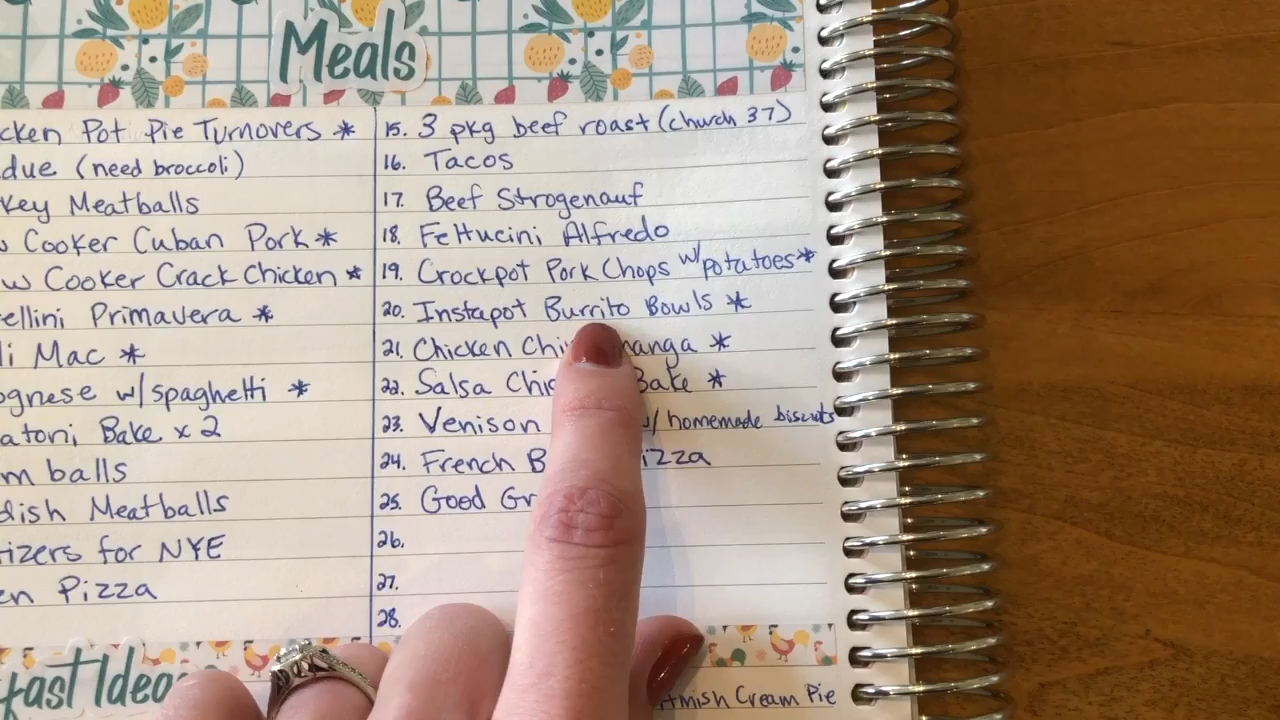 Meals
cken Pot Pie Turnovers *
due (need broccoli)
key Meatballs
w Cooker Cuban Pork *
w Cooker Crack Chicken *
ellini Primavera *
li Mac *
ognese w/spaghetti *
atoni Bake x 2
m balls
dish Meatballs
tizers for NYE
en Pizza
15. 3 pkg beef roast (church 37)
16. Tacos
17. Beef Strogenauf
18. Fettucini Alfredo
19. Crockpot Pork Chops w/potatoes *
20. Instapot Burrito Bowls *
21. Chicken Chi manga *
22. Salsa Chi Bake *
23. Venison w/ homemade biscuits
24. French B izza
25. Good Gr
26.
27.
28.
fast Idea
Amish Cream Pie